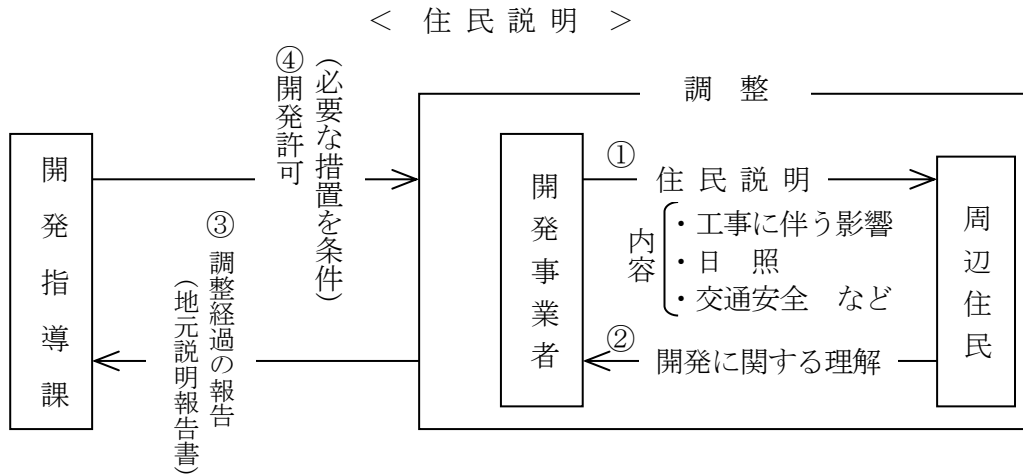 ＜ 住民説明 ＞
調整
開発指導課
④開発許可
(必要な措置を条件)
③ 調整経過の報告
(地元説明報告書)
開発事業者
①
住民説明
内容
・工事に伴う影響
・日 照
・交通安全 など
②
開発に関する理解
周辺住民